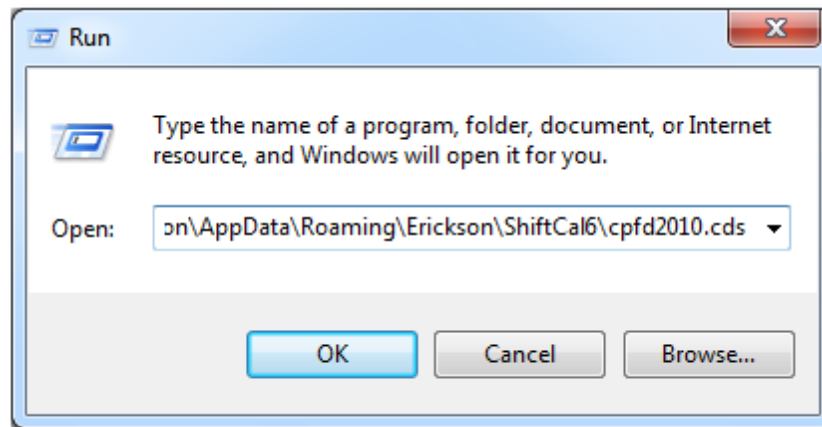 Run
Type the name of a program, folder, document, or Internet
resource, and Windows will open it for you.
Open: on\AppData\Roaming\Erickson\ShiftCal6\cpfd2010.cds
OK Cancel Browse...